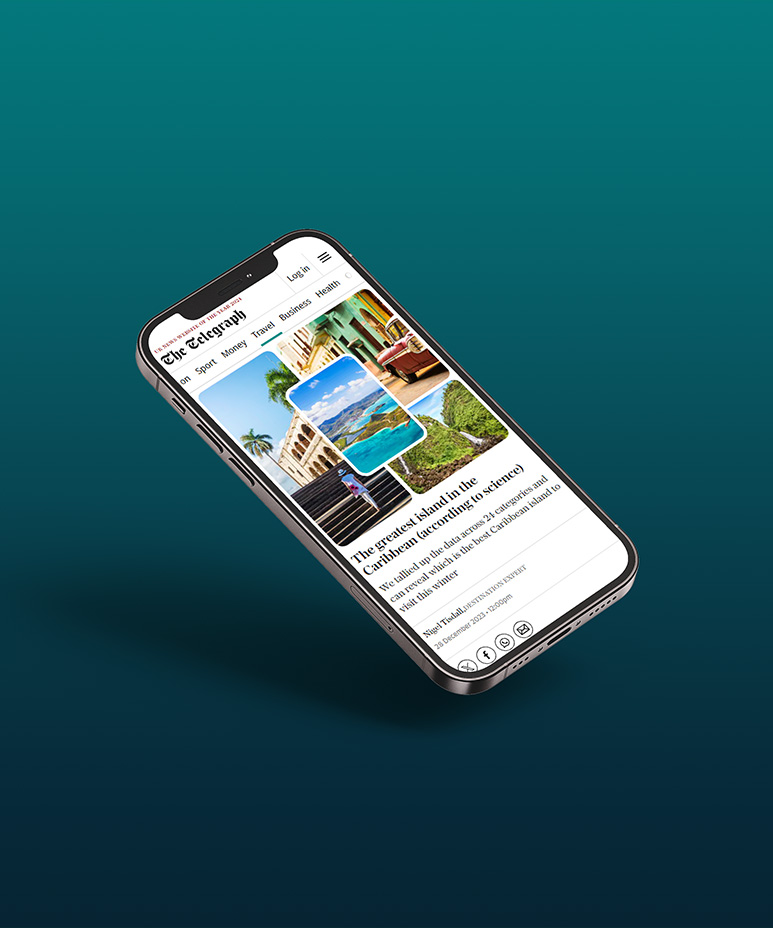 UK NEWS WEBSITE OF THE YEAR 2024
The Telegraph
Log in
on Sport Money Travel Business Health
The greatest island in the
Caribbean (according to science)
We tallied up the data across 24 categories and
can reveal which is the best Caribbean island to
visit this winter
Nigel Tisdall, DESTINATION EXPERT
28 December 2023 • 12:00pm